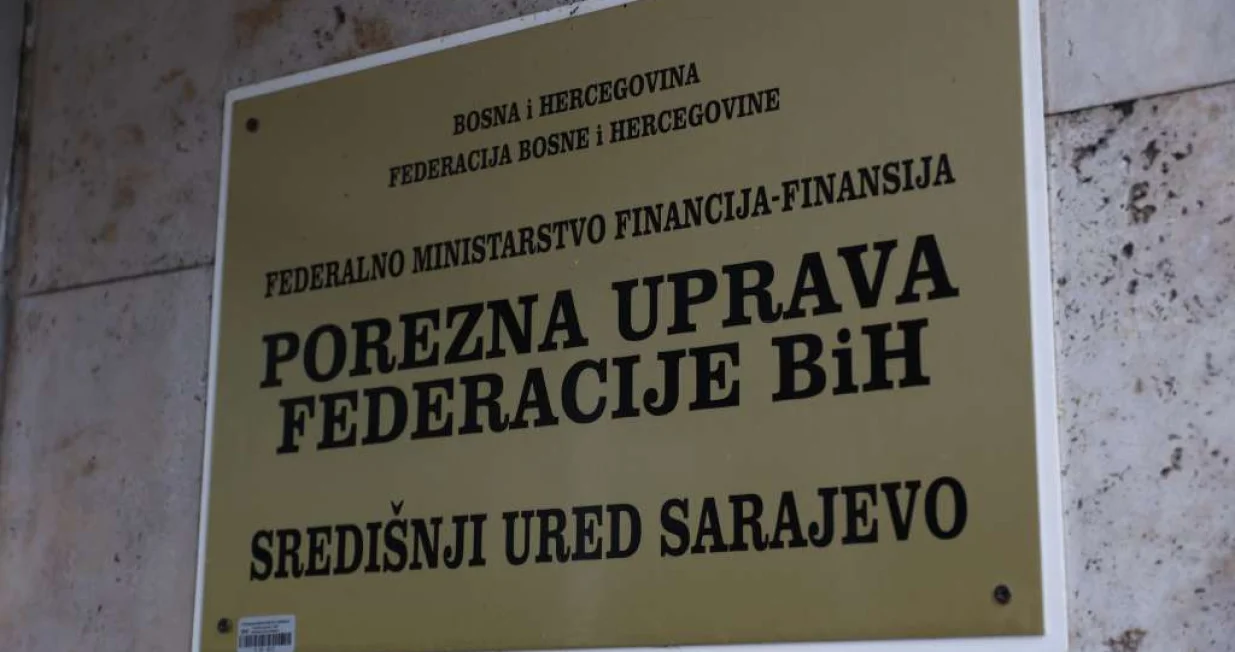 BOSNA i HERCEGOVINA
FEDERACIJA BOSNE i HERCEGOVINE
FEDERALNO MINISTARSTVO FINANCIJA-FINANSIJA
POREZNA UPRAVA
FEDERACIJE BiH
SREDIŠNJI URED SARAJEVO